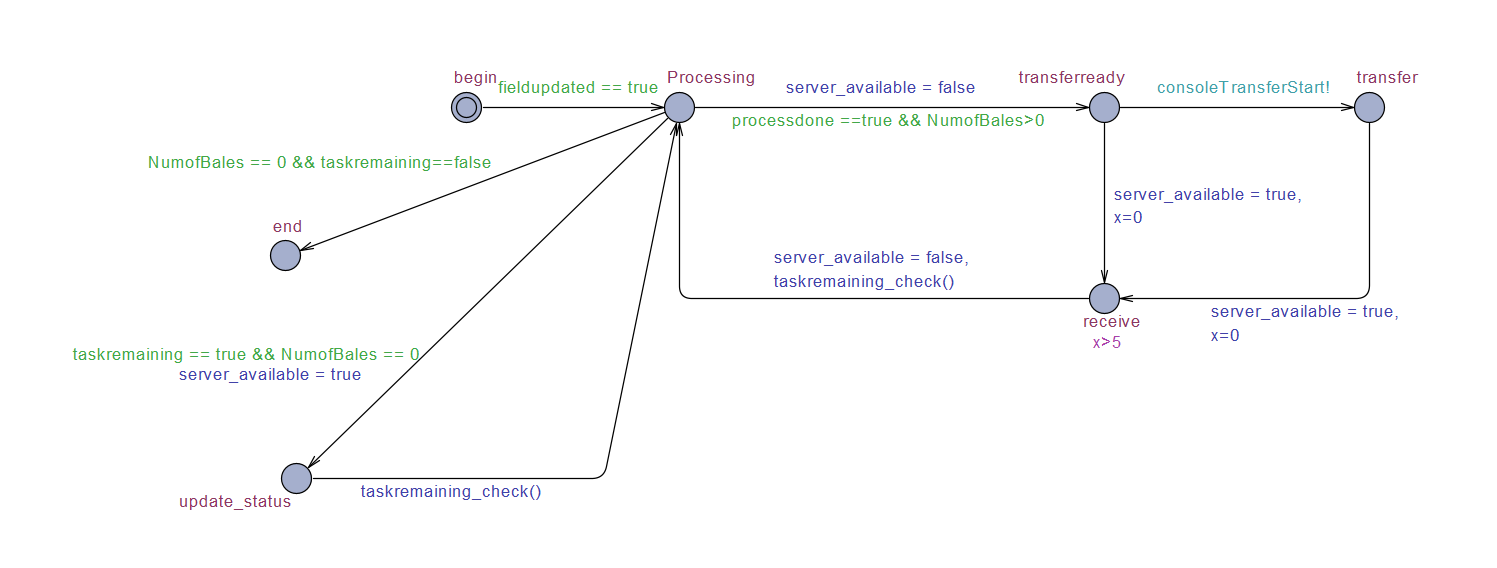 begin
fieldupdated == true
Processing
server_available = false
transferready
consoleTransferStart!
transfer
processdone ==true && NumofBales>0
NumofBales == 0 && taskremaining==false
server_available = true,
x=0
end
server_available = false,
taskremaining_check()
receive
x>5
server_available = true,
x=0
taskremaining == true && NumofBales == 0
server_available = true
update_status
taskremaining_check()